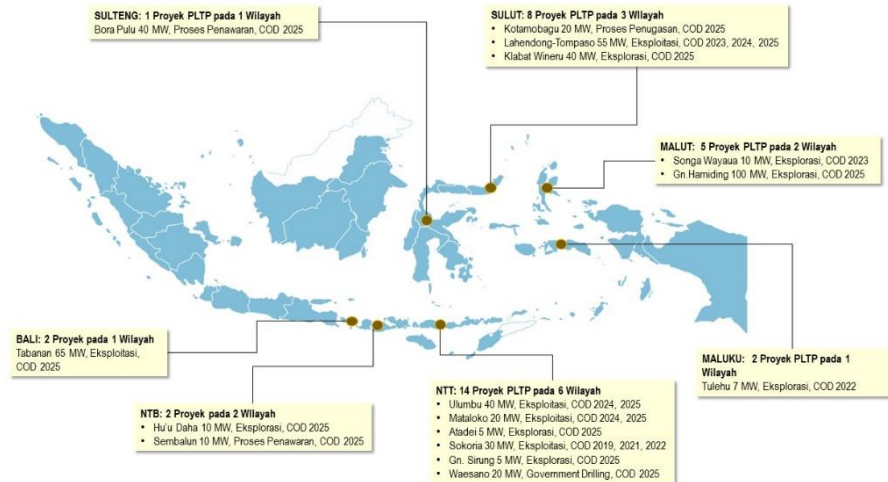 SULTENG: 1 Proyek PLTP pada 1 Wilayah
Bora Pulu 40 MW, Proses Penawaran, COD 2025
SULUT: 8 Proyek PLTP pada 3 WIlayah
• Kotamobagu 20 MW, Proses Penugasan, COD 2025
• Lahendong-Tompaso 55 MW, Eksploitasi, COD 2023, 2024, 2025
• Klabat Wineru 40 MW, Eksplorasi, COD 2025
MALUT: 5 Proyek PLTP pada 2 Wilayah
• Songa Wayaua 10 MW, Eksplorasi, COD 2023
• Gn.Hamiding 100 MW, Eksplorasi, COD 2025
BALI: 2 Proyek pada 1 Wilayah
Tabanan 65 MW, Eksploitasi,
COD 2025
NTB: 2 Proyek pada 2 WIlayah
• Hu'u Daha 10 MW, Eksplorasi, COD 2025
• Sembalun 10 MW, Proses Penawaran, COD 2025
NTT: 14 Proyek PLTP pada 6 WIlayah
• Ulumbu 40 MW, Eksploitasi, COD 2024, 2025
• Mataloko 20 MW, Eksploitasi, COD 2024, 2025
• Atadei 5 MW, Eksplorasi, COD 2025
• Sokoria 30 MW, Eksploitasi, COD 2019, 2021, 2022
• Gn. Sirung 5 MW, Eksplorasi, COD 2025
• Waesano 20 MW, Government Drilling, COD 2025
MALUKU: 2 Proyek PLTP pada 1
Wilayah
Tulehu 7 MW, Eksplorasi, COD 2022